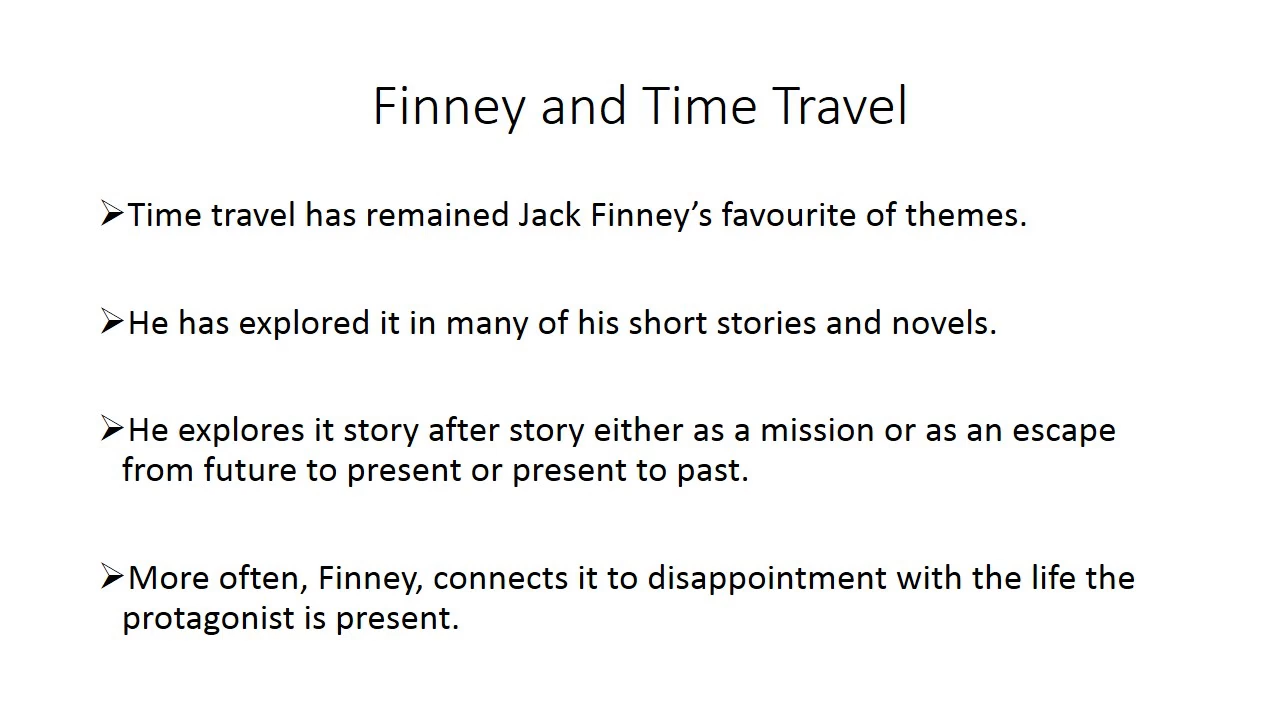 Finney and Time Travel
➢Time travel has remained Jack Finney’s favourite of themes.
➢He has explored it in many of his short stories and novels.
➢He explores it story after story either as a mission or as an escape
from future to present or present to past.
➢More often, Finney, connects it to disappointment with the life the
protagonist is present.